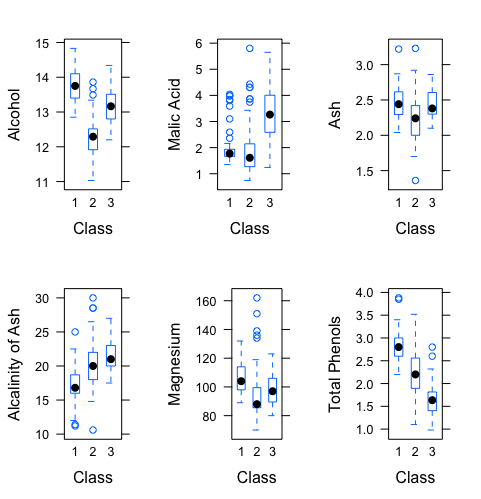 Alcohol
15
14
13
12
11
1 2 3
Class
Malic Acid
6
5
4
3
2
1
1 2 3
Class
Ash
3.0
2.5
2.0
1.5
1 2 3
Class
Alcalinity of Ash
30
25
20
15
10
1 2 3
Class
Magnesium
160
140
120
100
80
1 2 3
Class
Total Phenols
4.0
3.5
3.0
2.5
2.0
1.5
1.0
1 2 3
Class